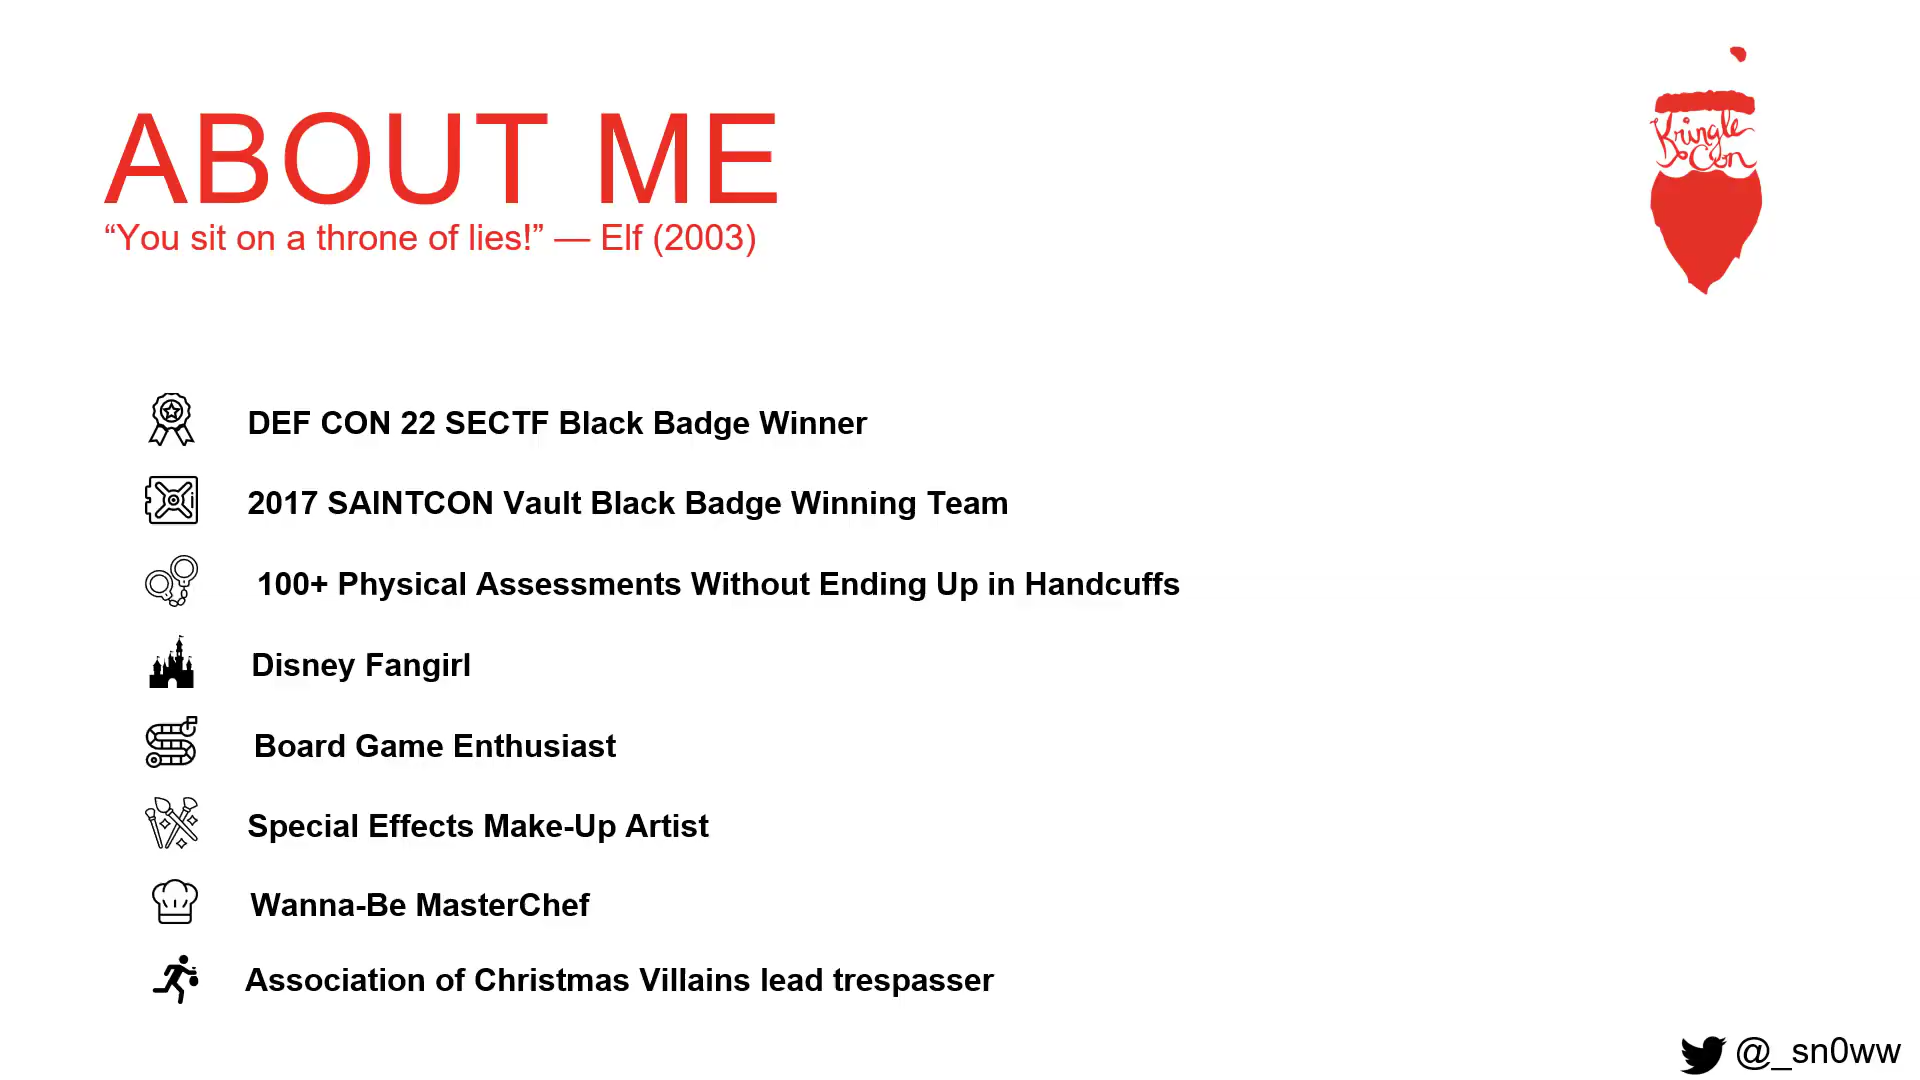 ABOUT ME
“You sit on a throne of lies!” — Elf (2003)
Kringle
Con
DEF CON 22 SECTF Black Badge Winner
2017 SAINTCON Vault Black Badge Winning Team
100+ Physical Assessments Without Ending Up in Handcuffs
Disney Fangirl
Board Game Enthusiast
Special Effects Make-Up Artist
Wanna-Be MasterChef
Association of Christmas Villains lead trespasser
@_sn0ww